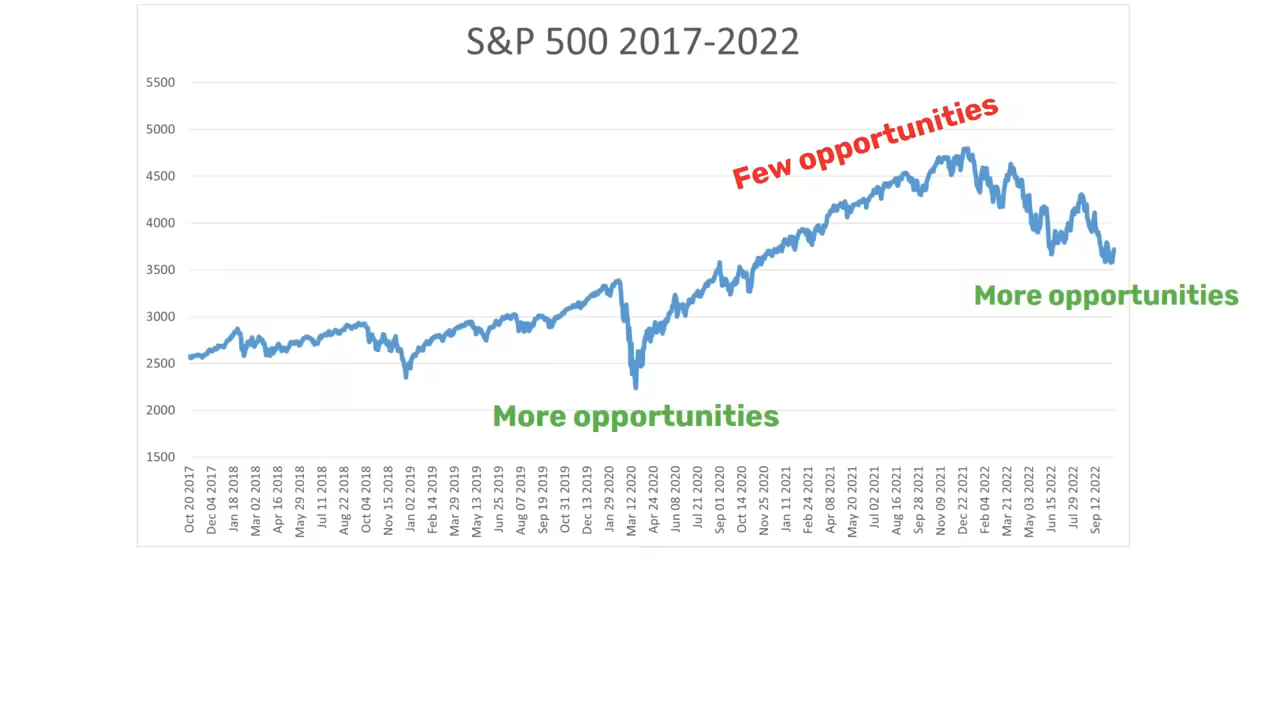 S&P 500 2017-2022
5500
5000
4500
4000
3500
3000
2500
2000
1500
Few opportunities
More opportunities
More opportunities
Oct 20 2017
Dec 04 2017
Jan 18 2018
Mar 02 2018
Apr 16 2018
May 29 2018
Jul 11 2018
Aug 22 2018
Oct 04 2018
Nov 15 2018
Jan 02 2019
Feb 14 2019
Mar 29 2019
May 13 2019
Jun 25 2019
Aug 07 2019
Sep 19 2019
Oct 31 2019
Dec 13 2019
Jan 29 2020
Mar 12 2020
Apr 24 2020
Jun 08 2020
Jul 21 2020
Sep 01 2020
Oct 14 2020
Nov 25 2020
Jan 11 2021
Feb 24 2021
Apr 08 2021
May 20 2021
Jul 02 2021
Aug 16 2021
Sep 28 2021
Nov 09 2021
Dec 22 2021
Feb 04 2022
Mar 21 2022
May 03 2022
Jun 15 2022
Jul 29 2022
Sep 12 2022